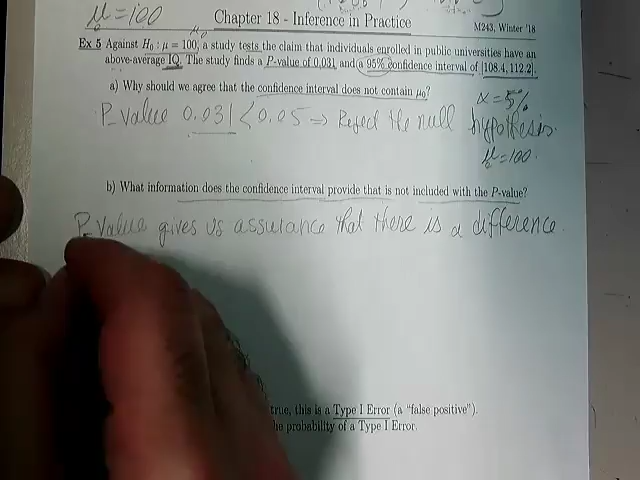 μ = 100
Chapter 18 - Inference in Practice
M243, Winter '18
μ₀
Ex 5 Against H₀ : μ = 100, a study tests the claim that individuals enrolled in public universities have an
above-average IQ. The study finds a P-value of 0.031 and a 95% confidence interval of [108.4, 112.2].
a) Why should we agree that the confidence interval does not contain μ₀?
α = 5%
P value 0.031 < 0.05 ⇒ Reject the null hypothesis.
μ = 100.
b) What information does the confidence interval provide that is not included with the P-value?
P-Value gives us assurance that there is a difference.
true, this is a Type I Error (a "false positive").
he probability of a Type I Error.